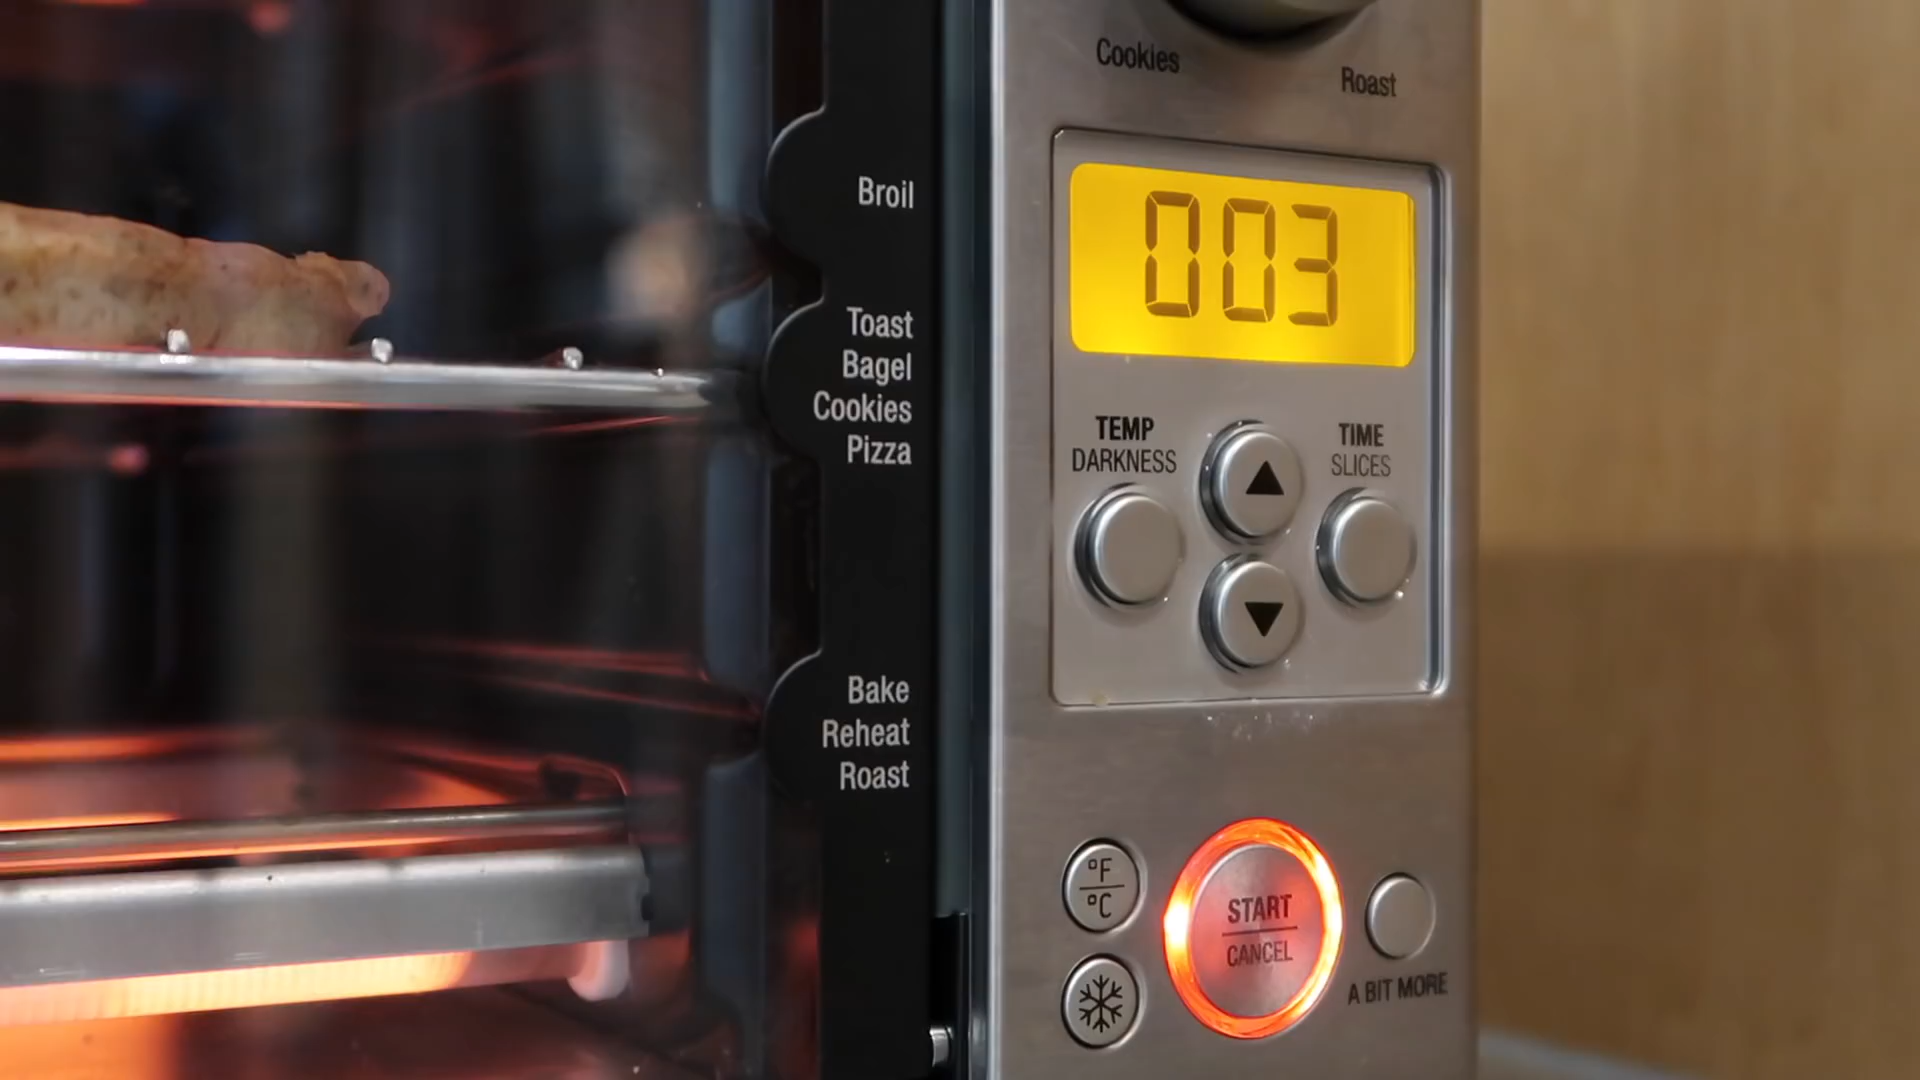 Cookies
Roast
Broil
Toast
Bagel
Cookies
Pizza
Bake
Reheat
Roast
003
TEMP
DARKNESS
TIME
SLICES
°F
°C
START
CANCEL
A BIT MORE